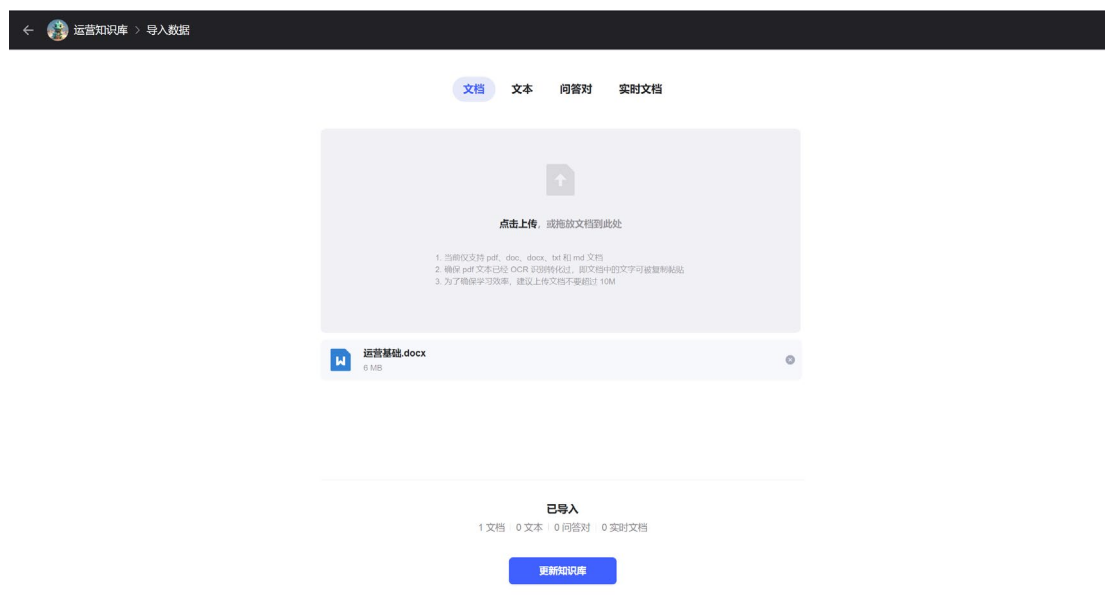 运营知识库 > 导入数据
文档 文本 问答对 实时文档
点击上传，或拖放文档到此处
1. 当前仅支持 pdf、doc、docx、txt 和 md 文档
2. 确保 pdf 文本已经 OCR 识别转化过，即文档中的文字可被复制粘贴
3. 为了确保学习效率，建议上传文档不要超过 10M
W
运营基础.docx
6 MB
已导入
1 文档 | 0 文本 | 0 问答对 | 0 实时文档
更新知识库